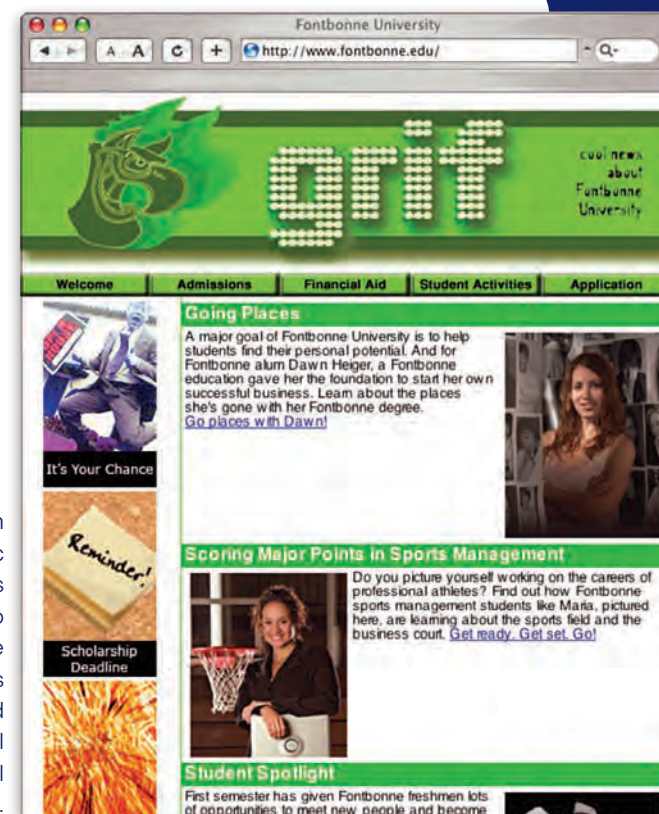 Fontbonne University
A A
http://www.fontbonne.edu/
grif
cool news
about
Fontbonne
University
Welcome
Admissions
Financial Aid
Student Activities
Application
It's Your Chance
Reminder!
Scholarship
Deadline
Going Places
A major goal of Fontbonne University is to help
students find their personal potential. And for
Fontbonne alum Dawn Heiger, a Fontbonne
education gave her the foundation to start her own
successful business. Learn about the places
she's gone with her Fontbonne degree.
Go places with Dawn!
Scoring Major Points in Sports Management
Do you picture yourself working on the careers of
professional athletes? Find out how Fontbonne
sports management students like Maria, pictured
here, are learning about the sports field and the
business court. Get ready. Get set. Go!
Student Spotlight
First semester has given Fontbonne freshmen lots
of opportunities to meet new people and become